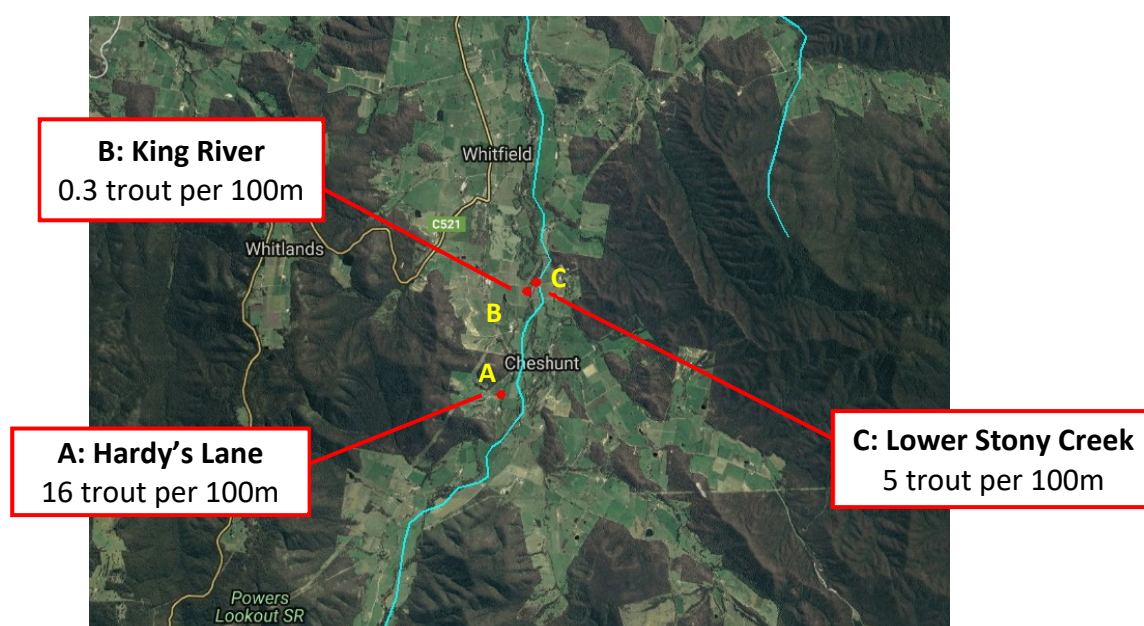 B: King River
0.3 trout per 100m
Whitfield
C521
Whitlands
C
B
Cheshunt
A
A: Hardy's Lane
16 trout per 100m
C: Lower Stony Creek
5 trout per 100m
Powers
Lookout SR